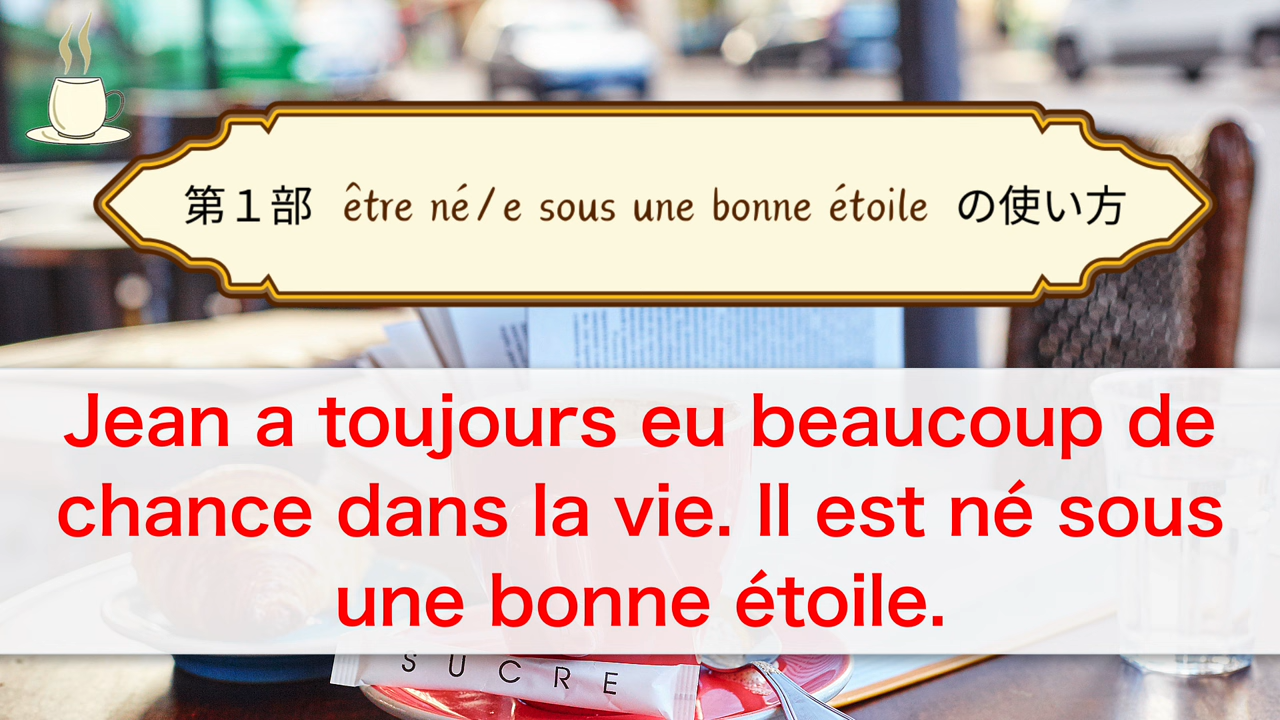 第１部 être né/e sous une bonne étoile の使い方
Jean a toujours eu beaucoup de
chance dans la vie. Il est né sous
une bonne étoile.
SUCRE